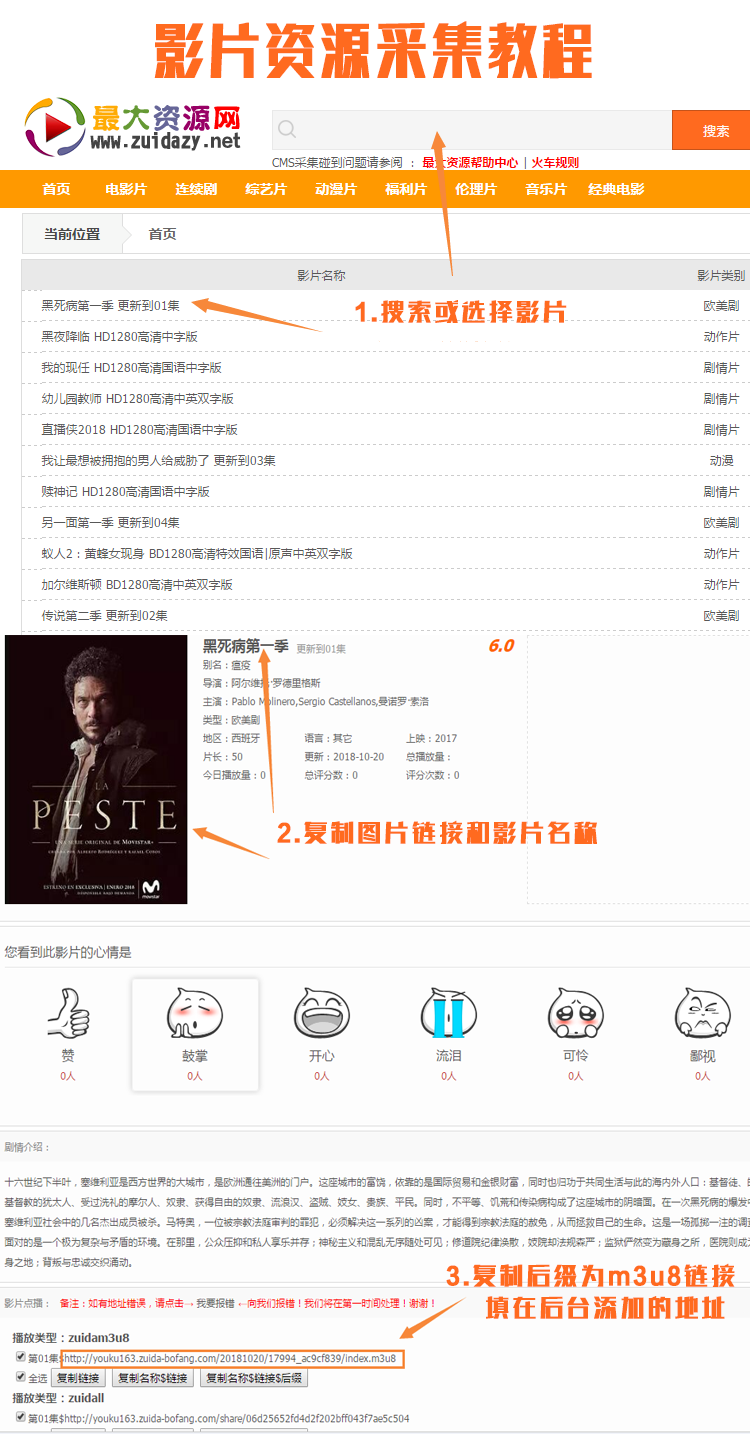 影片资源采集教程
最大资源网
www.zuidazy.net
搜索
CMS采集碰到问题请参阅 ： 最大资源帮助中心 | 火车规则
首页 电影片 连续剧 综艺片 动漫片 福利片 伦理片 音乐片 经典电影
当前位置 首页
影片名称 影片类别
黑死病第一季 更新到01集 欧美剧
1.搜索或选择影片
黑夜降临 HD1280高清中字版 动作片
我的现任 HD1280高清国语中字版 剧情片
幼儿园教师 HD1280高清中英双字版 剧情片
直播侠2018 HD1280高清国语中字版 剧情片
我让最想被拥抱的男人给威胁了 更新到03集 动漫
赎神记 HD1280高清国语中字版 剧情片
另一面第一季 更新到04集 欧美剧
蚁人2：黄蜂女现身 BD1280高清特效国语|原声中英双字版 动作片
加尔维斯顿 BD1280高清中英双字版 动作片
传说第二季 更新到02集 欧美剧
黑死病第一季 更新到01集 6.0
别名：瘟疫
导演：阿尔维托·罗德里格斯
主演：Pablo Molinero,Sergio Castellanos,曼诺罗·索洛
类型：欧美剧
地区：西班牙 语言：其它 上映：2017
片长：50 更新：2018-10-20 总播放量：
今日播放量：0 总评分数：0 评分次数：0
LA
PESTE
UNA SERIE ORIGINAL DE MOVISTAR+
CREADA POR ALBERTO RODRÍGUEZ Y RAFAEL COBOS
ESTRENO EN EXCLUSIVA | ENERO 2018
DISPONIBLE BAJO DEMANDA
movistar
2.复制图片链接和影片名称
您看到此影片的心情是
赞 鼓掌 开心 流泪 可怜 鄙视
0人 0人 0人 0人 0人 0人
剧情介绍：
十六世纪下半叶，塞维利亚是西方世界的大城市，是欧洲通往美洲的门户。这座城市的富饶，依靠的是国际贸易和金银财富，同时也归功于共同生活与此的海内外人口：基督徒、
基督教的犹太人、受过洗礼的摩尔人、奴隶、获得自由的奴隶、流浪汉、盗贼、妓女、贵族、平民。同时，不平等、饥荒和传染病构成了这座城市的阴暗面。在一次黑死病的爆发中
塞维利亚社会中的几名杰出成员被杀。马特奥，一位被宗教法庭审判的罪犯，必须解决这一系列的凶案，才能得到宗教法庭的赦免，从而拯救自己的生命。这是一场孤掷一注的调
面对的是一个极为复杂与矛盾的环境。在那里，公众压抑和私人享乐并存；神秘主义和混乱无序随处可见；修道院纪律涣散，妓院却法规森严；监狱俨然变为藏身之所，医院则成
身之地；背叛与忠诚交织涌动。
3.复制后缀为m3u8链接
填在后台添加的地址
影片点播： 备注：如有地址错误，请点击→ 我要报错 ←向我们报错！我们将在第一时间处理！谢谢！
播放类型：zuidam3u8
第01集$http://youku163.zuida-bofang.com/20181020/17994_ac9cf839/index.m3u8
全选 复制链接 复制名称$链接 复制名称$链接$后缀
播放类型：zuidall
第01集$http://youku163.zuida-bofang.com/share/06d25652fd4d2f202bff043f7ae5c504